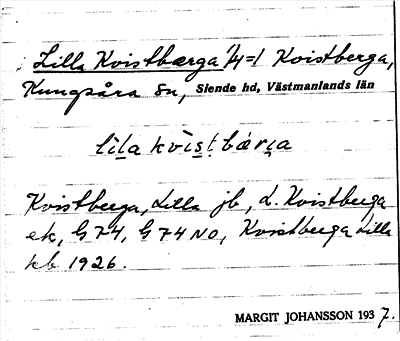 Lilla Kvistberga 1/4=1 Kvistberga,
Kungsåra sn, Siende hd, Västmanlands län
lila kvistbärja
Kvistberga, Lilla jb, L. Kvistberga
ek, G 74, G 74 NO, Kvistberga Lilla
kb 1926.
MARGIT JOHANSSON 1937.